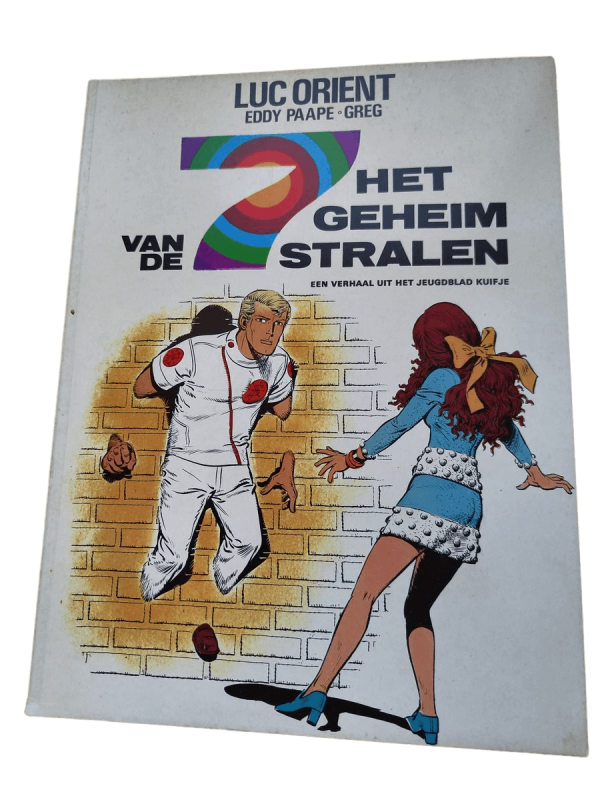 LUC ORIENT
EDDY PAAPE • GREG
HET
GEHEIM
VAN DE 7 STRALEN
EEN VERHAAL UIT HET JEUGDBLAD KUIFJE